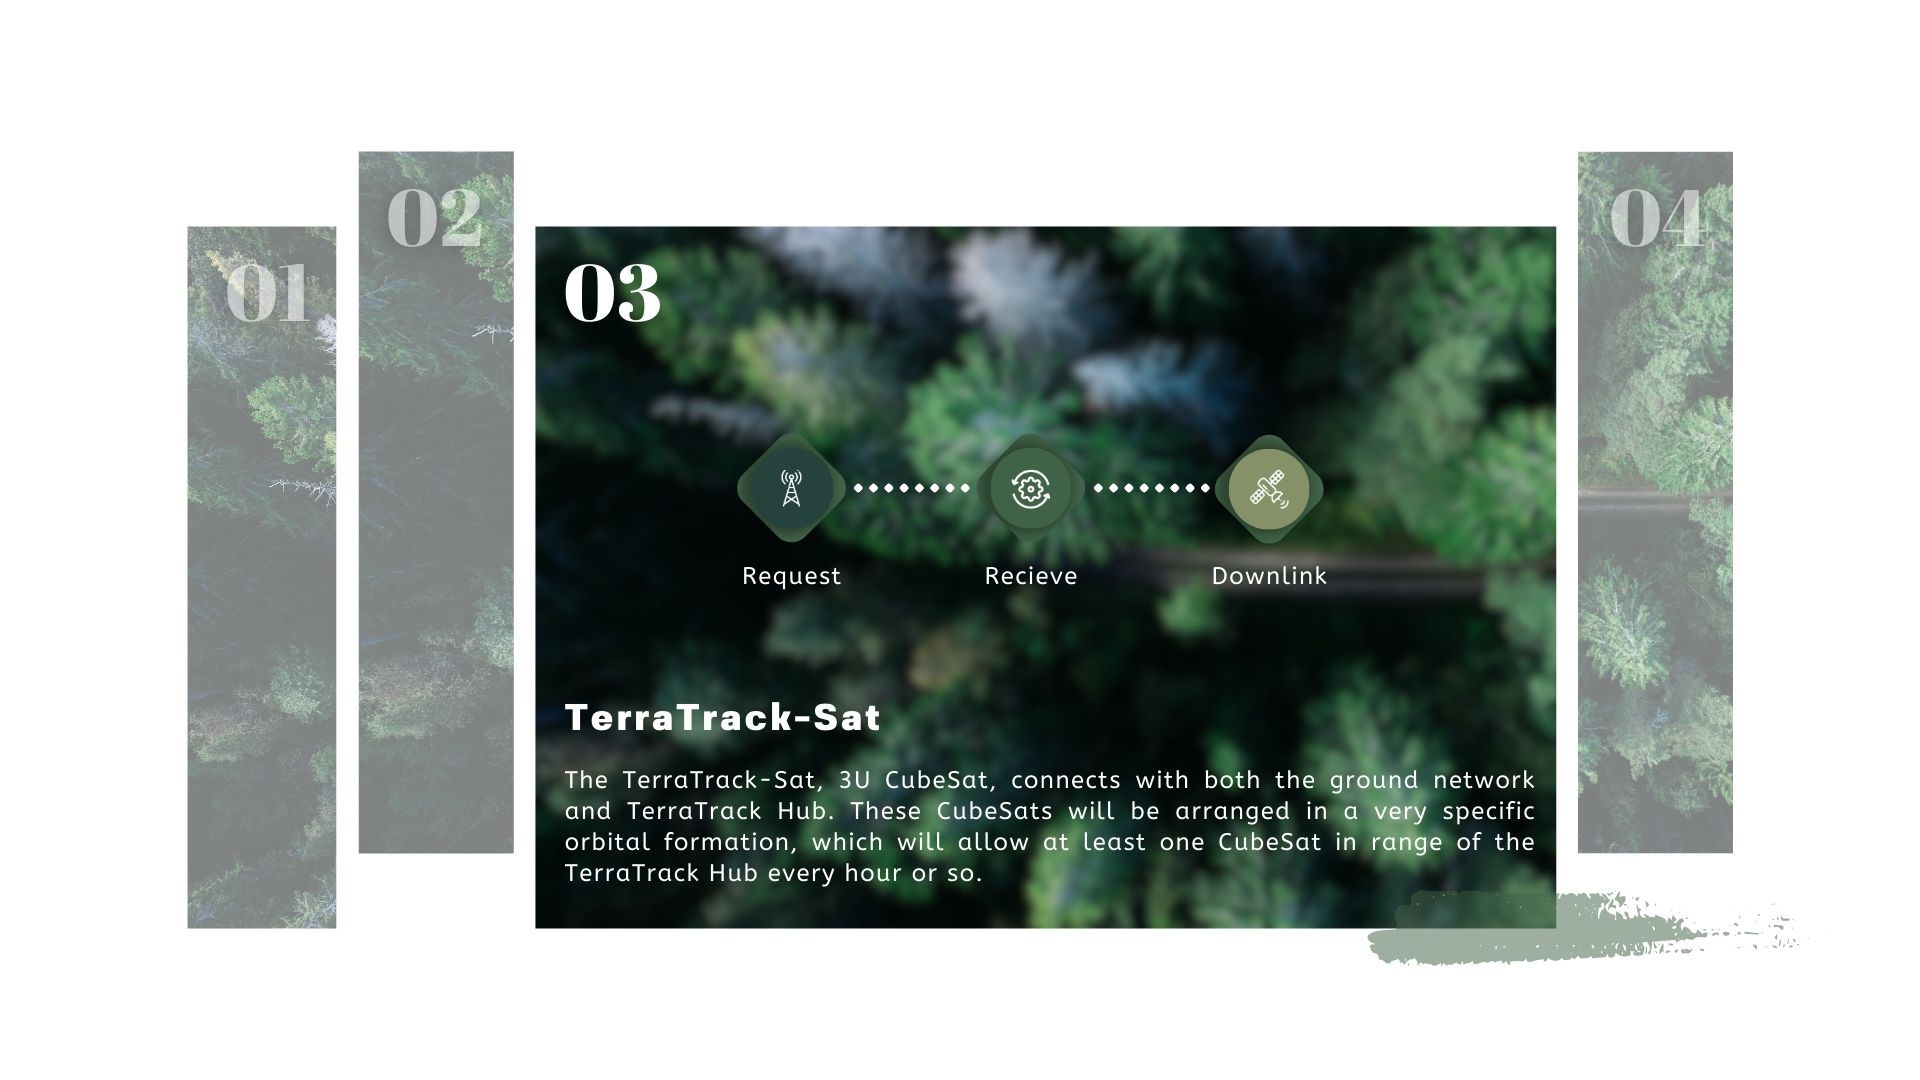 01
02
03
04
Request
Recieve
Downlink
TerraTrack-Sat
The TerraTrack-Sat, 3U CubeSat, connects with both the ground network
and TerraTrack Hub. These CubeSats will be arranged in a very specific
orbital formation, which will allow at least one CubeSat in range of the
TerraTrack Hub every hour or so.